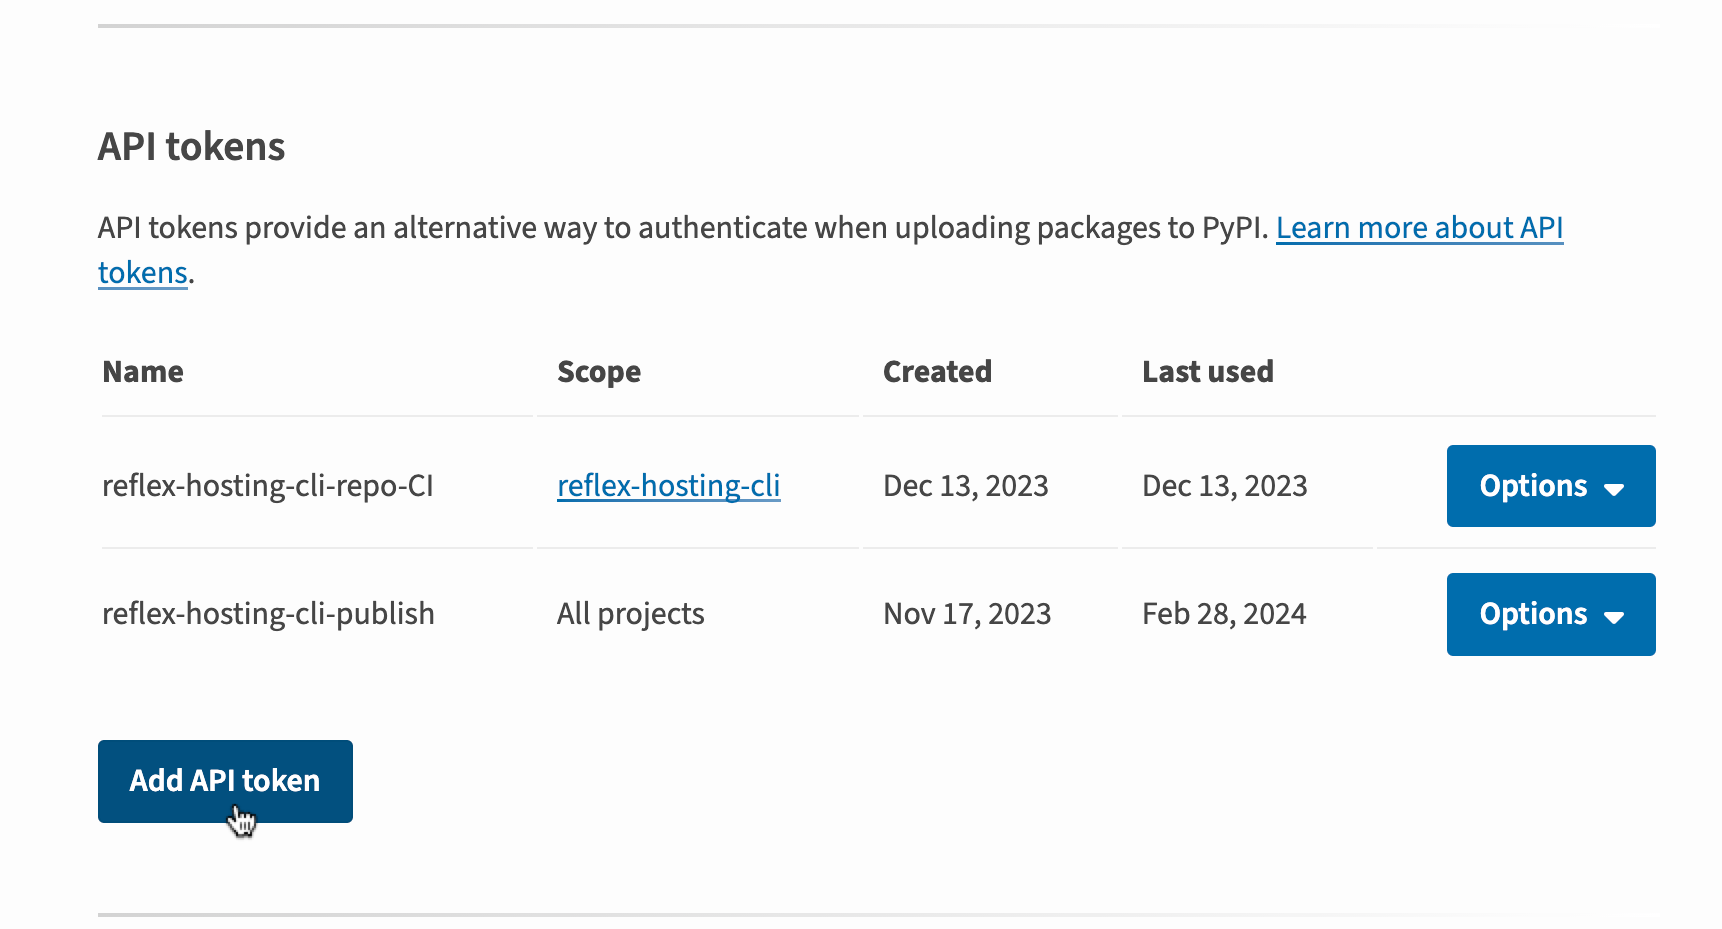 API tokens
API tokens provide an alternative way to authenticate when uploading packages to PyPI. Learn more about API
tokens.
Name Scope Created Last used
reflex-hosting-cli-repo-CI reflex-hosting-cli Dec 13, 2023 Dec 13, 2023 Options
reflex-hosting-cli-publish All projects Nov 17, 2023 Feb 28, 2024 Options
Add API token